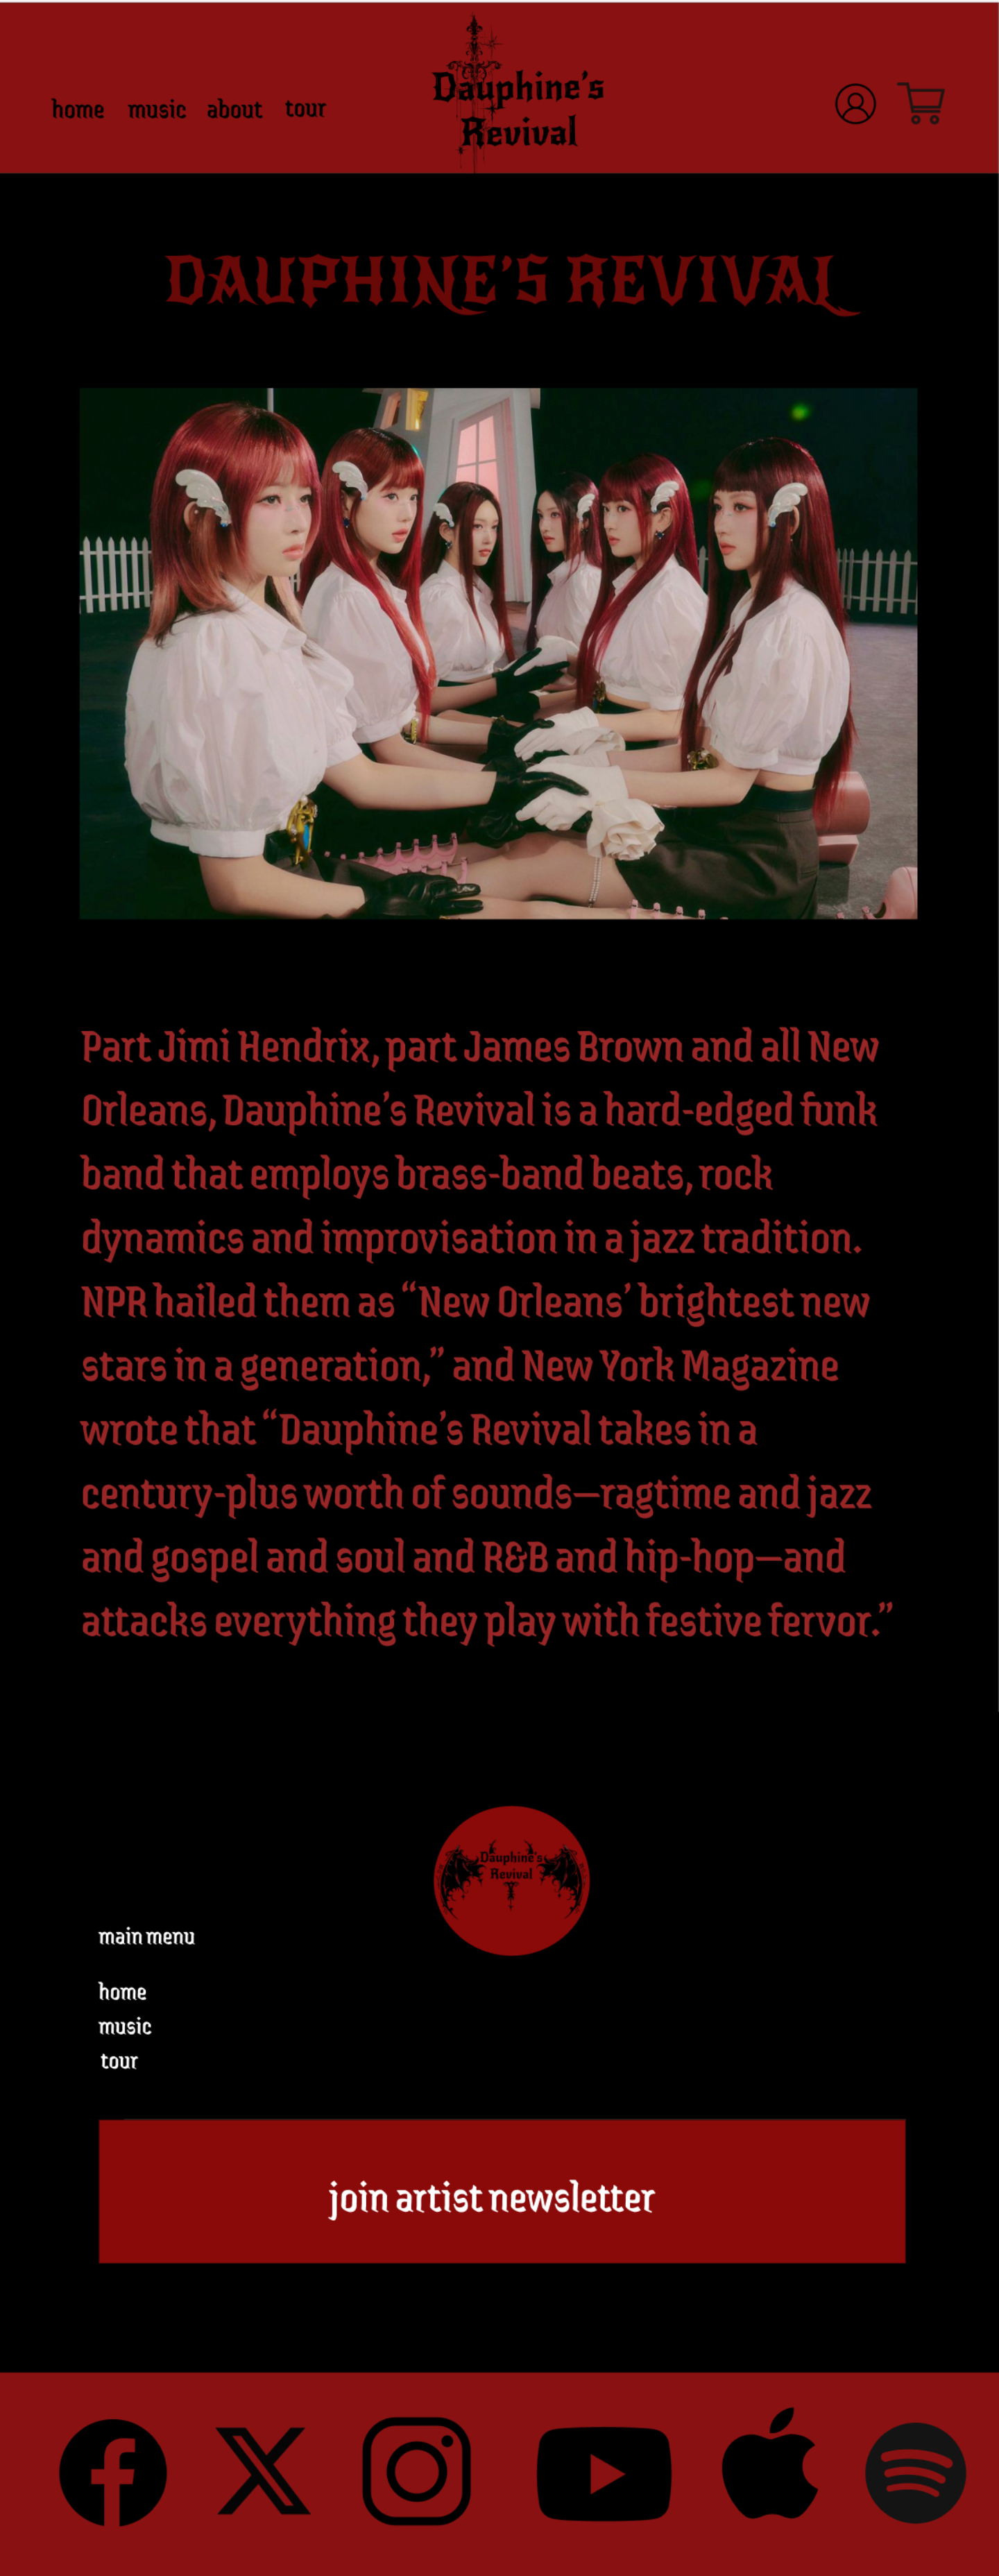 home music about tour
Dauphine's
Revival
DAUPHINE'S REVIVAL
Part Jimi Hendrix, part James Brown and all New
Orleans, Dauphine's Revival is a hard-edged funk
band that employs brass-band beats, rock
dynamics and improvisation in a jazz tradition.
NPR hailed them as “New Orleans’ brightest new
stars in a generation,” and New York Magazine
wrote that “Dauphine’s Revival takes in a
century-plus worth of sounds—ragtime and jazz
and gospel and soul and R&B and hip-hop—and
attacks everything they play with festive fervor.”
Dauphine's
Revival
main menu
home
music
tour
join artist newsletter